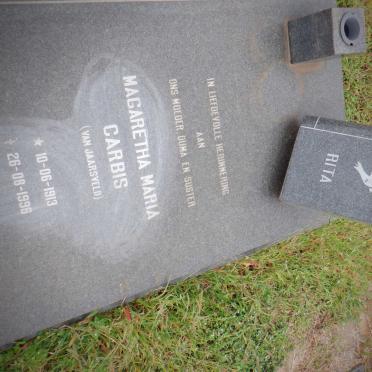 IN LIEFDEVOLLE HERINNERING
AAN
ONS MOEDER, OUMA EN SUSTER
MAGARETHA MARIA
CARBIS
(VAN JAARSVELD)
10-06-1913
26-08-1996
RITA